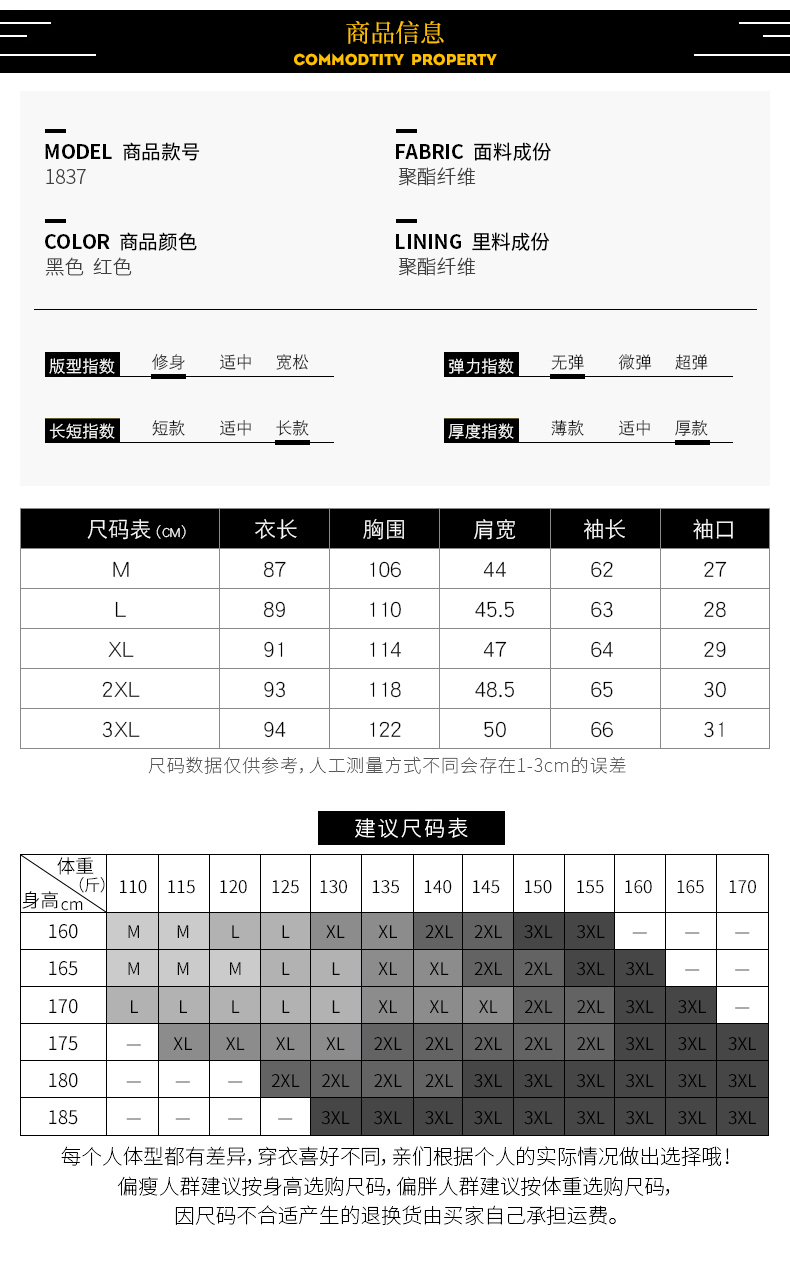 商品信息
COMMODTITY PROPERTY
MODEL 商品款号
1837
FABRIC 面料成份
聚酯纤维
COLOR 商品颜色
黑色 红色
LINING 里料成份
聚酯纤维
版型指数 修身 适中 宽松
弹力指数 无弹 微弹 超弹
长短指数 短款 适中 长款
厚度指数 薄款 适中 厚款
尺码表(CM) 衣长 胸围 肩宽 袖长 袖口
M 87 106 44 62 27
L 89 110 45.5 63 28
XL 91 114 47 64 29
2XL 93 118 48.5 65 30
3XL 94 122 50 66 31
尺码数据仅供参考,人工测量方式不同会存在1-3cm的误差
建议尺码表
体重(斤) 身高cm 110 115 120 125 130 135 140 145 150 155 160 165 170
160 M M L L XL XL 2XL 2XL 3XL 3XL — — —
165 M M M L L XL XL 2XL 2XL 3XL 3XL — —
170 L L L L L XL XL XL 2XL 2XL 3XL 3XL —
175 — XL XL XL XL 2XL 2XL 2XL 2XL 2XL 3XL 3XL 3XL
180 — — — 2XL 2XL 2XL 2XL 3XL 3XL 3XL 3XL 3XL 3XL
185 — — — — 3XL 3XL 3XL 3XL 3XL 3XL 3XL 3XL 3XL
每个人体型都有差异,穿衣喜好不同,亲们根据个人的实际情况做出选择哦!
偏瘦人群建议按身高选购尺码,偏胖人群建议按体重选购尺码,
因尺码不合适产生的退换货由买家自己承担运费。